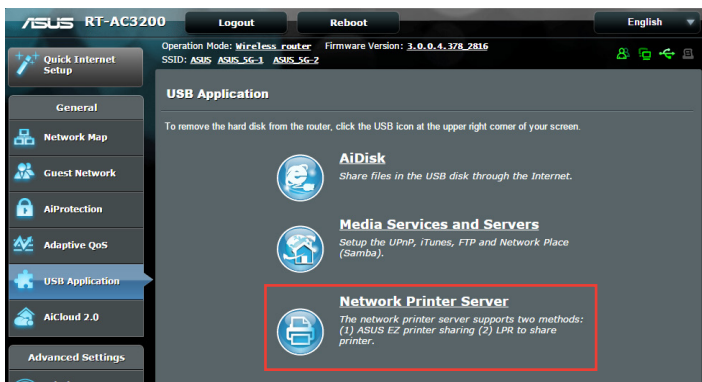 ASUS RT-AC3200 Logout Reboot English
Operation Mode: Wireless router Firmware Version: 3.0.0.4.378_2816
SSID: ASUS ASUS_5G-1 ASUS_5G-2
Quick Internet
Setup
General
Network Map
Guest Network
AiProtection
Adaptive QoS
USB Application
AiCloud 2.0
Advanced Settings
USB Application
To remove the hard disk from the router, click the USB icon at the upper right corner of your screen.
AiDisk
Share files in the USB disk through the Internet.
Media Services and Servers
Setup the UPnP, iTunes, FTP and Network Place
(Samba).
Network Printer Server
The network printer server supports two methods:
(1) ASUS EZ printer sharing (2) LPR to share
printer.